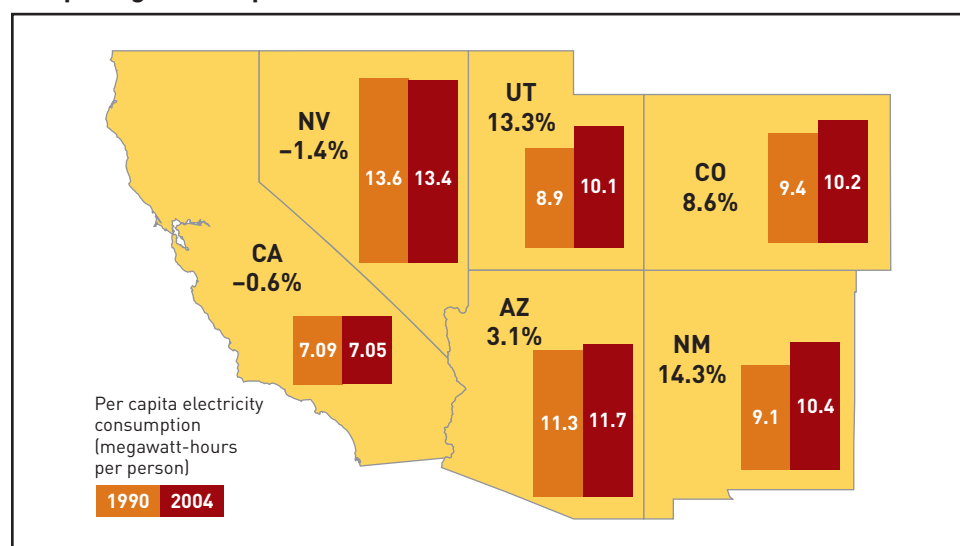 NV
–1.4%
13.6 13.4
UT
13.3%
8.9 10.1
CO
8.6%
9.4 10.2
CA
–0.6%
7.09 7.05
AZ
3.1%
11.3 11.7
NM
14.3%
9.1 10.4
Per capita electricity
consumption
(megawatt-hours
per person)
1990 2004